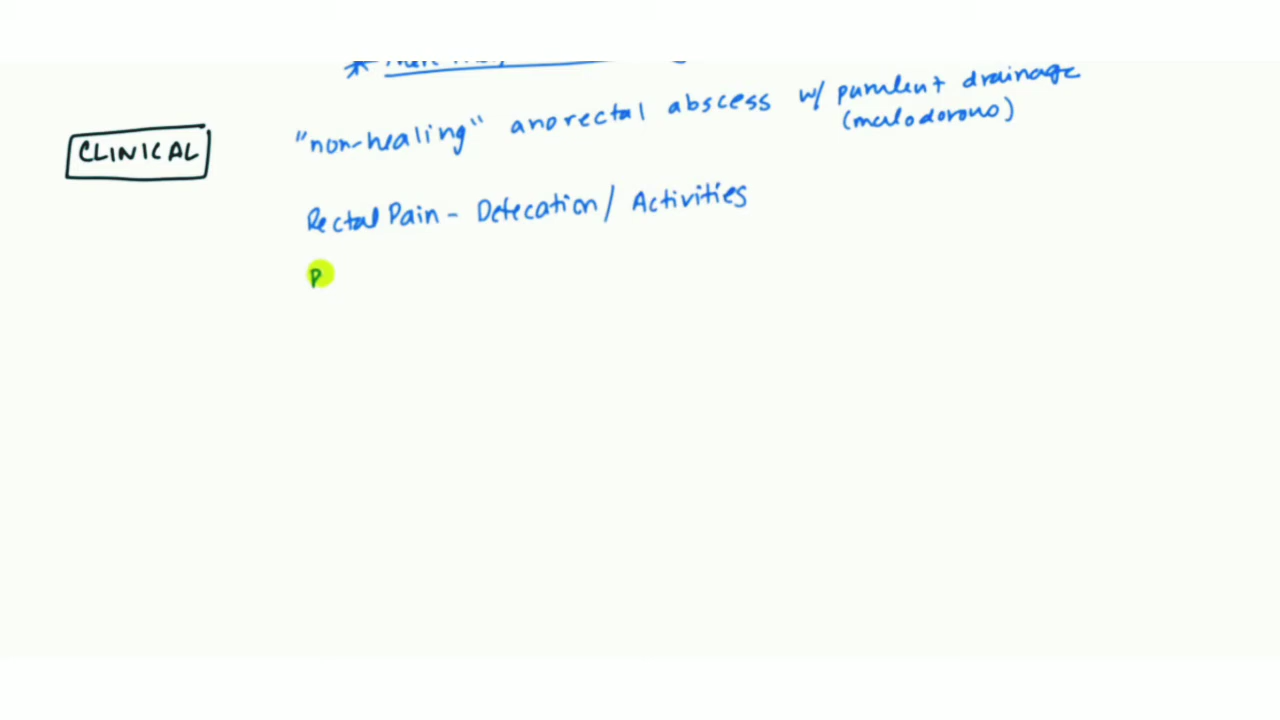 "non-healing" anorectal abscess w/ purulent drainage
(malodorous)
CLINICAL
Rectal Pain - Defecation / Activities
P